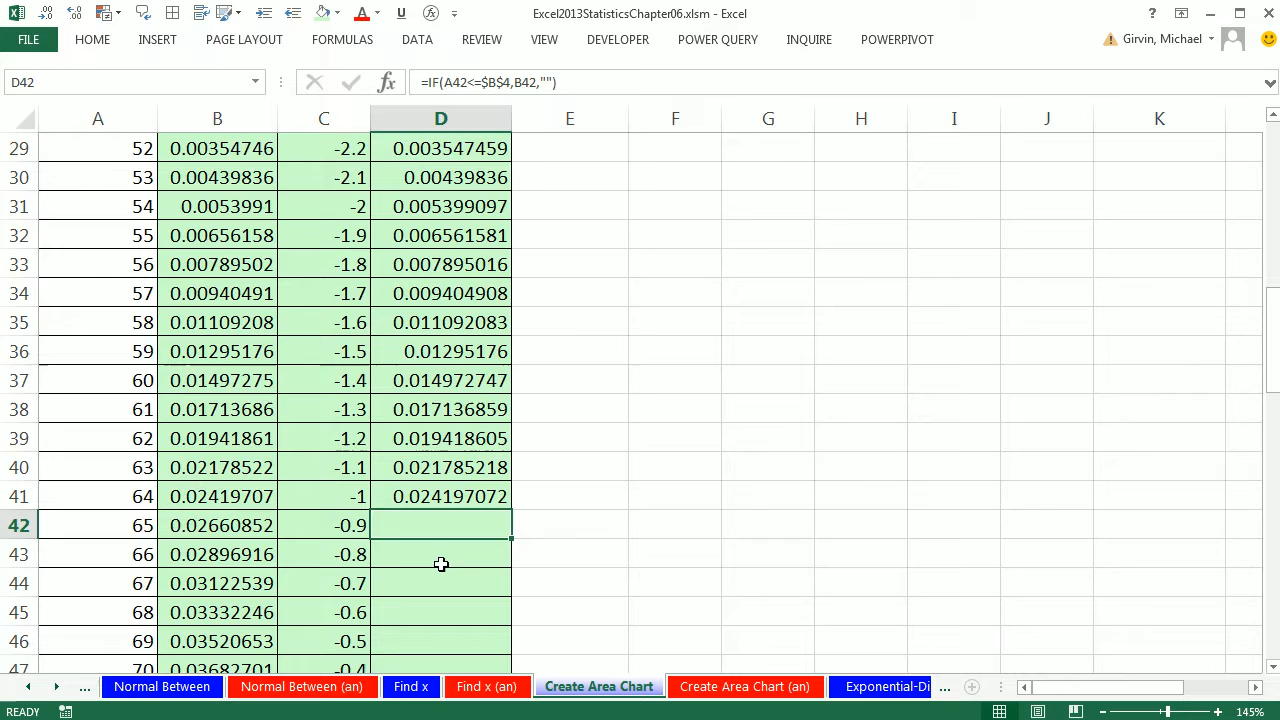 Excel2013StatisticsChapter06.xlsm - Excel
FILE HOME INSERT PAGE LAYOUT FORMULAS DATA REVIEW VIEW DEVELOPER POWER QUERY INQUIRE POWERPIVOT Girvin, Michael
D42 fx =IF(A42<=$B$4,B42,"")
A B C D E F G H I J K
29 52 0.00354746 -2.2 0.003547459
30 53 0.00439836 -2.1 0.00439836
31 54 0.0053991 -2 0.005399097
32 55 0.00656158 -1.9 0.006561581
33 56 0.00789502 -1.8 0.007895016
34 57 0.00940491 -1.7 0.009404908
35 58 0.01109208 -1.6 0.011092083
36 59 0.01295176 -1.5 0.01295176
37 60 0.01497275 -1.4 0.014972747
38 61 0.01713686 -1.3 0.017136859
39 62 0.01941861 -1.2 0.019418605
40 63 0.02178522 -1.1 0.021785218
41 64 0.02419707 -1 0.024197072
42 65 0.02660852 -0.9
43 66 0.02896916 -0.8
44 67 0.03122539 -0.7
45 68 0.03332246 -0.6
46 69 0.03520653 -0.5
47 70 0.03682701 -0.4
... Normal Between Normal Between (an) Find x Find x (an) Create Area Chart Create Area Chart (an) Exponential-Di ...
READY 145%